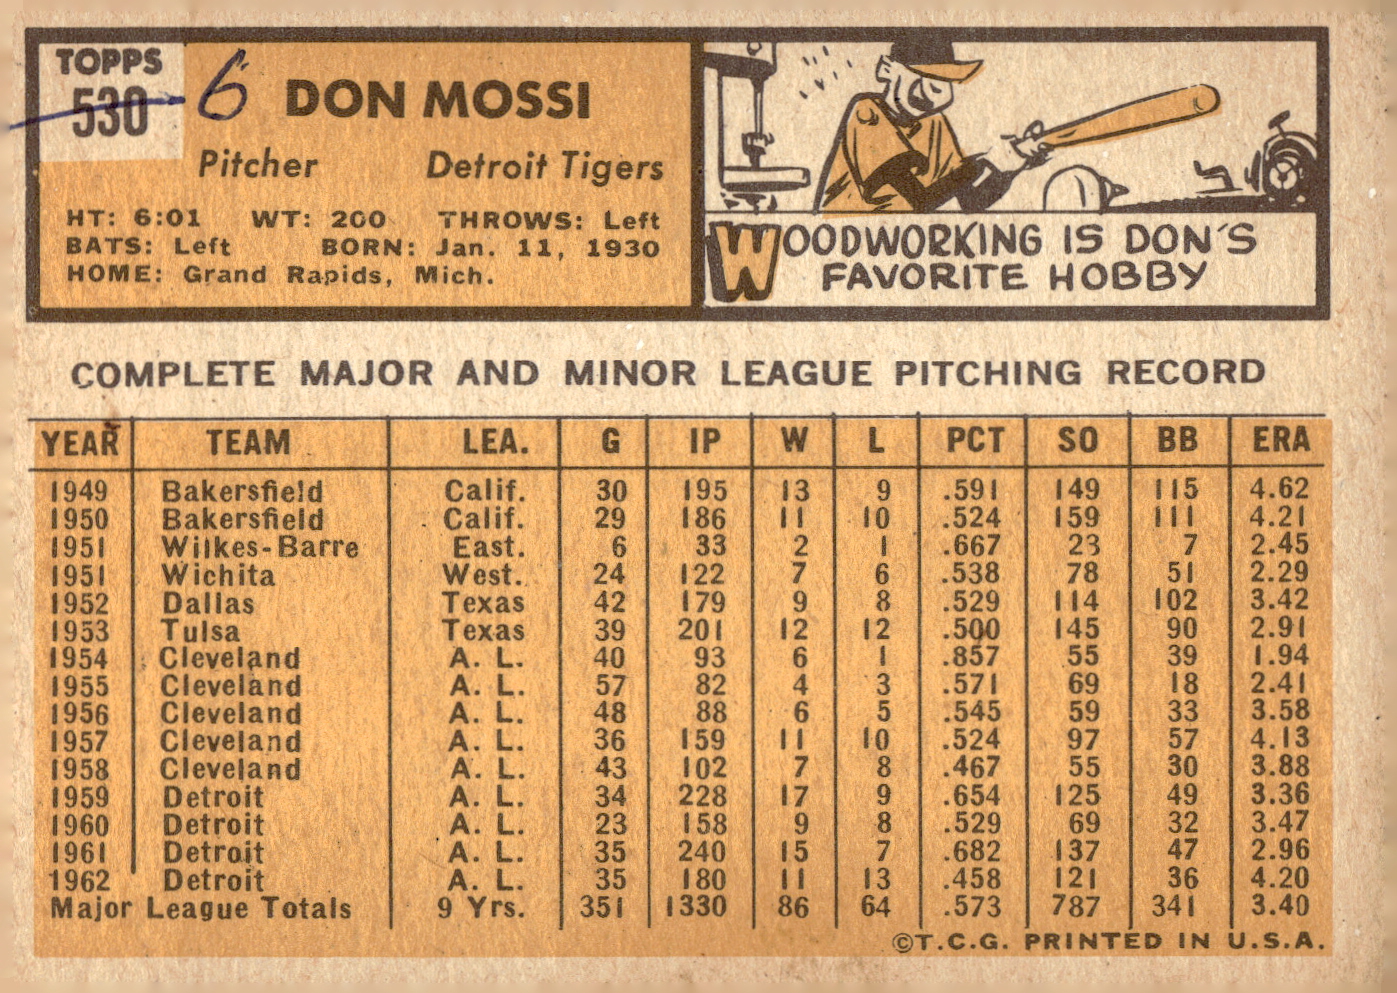 TOPPS
530 6 DON MOSSI
Pitcher Detroit Tigers
HT: 6:01 WT: 200 THROWS: Left
BATS: Left BORN: Jan. 11, 1930
HOME: Grand Rapids, Mich.
WOODWORKING IS DON'S
FAVORITE HOBBY
COMPLETE MAJOR AND MINOR LEAGUE PITCHING RECORD
YEAR TEAM LEA. G IP W L PCT SO BB ERA
1949 Bakersfield Calif. 30 195 13 9 .591 149 115 4.62
1950 Bakersfield Calif. 29 186 11 10 .524 159 111 4.21
1951 Wilkes-Barre East. 6 33 2 1 .667 23 7 2.45
1951 Wichita West. 24 122 7 6 .538 78 51 2.29
1952 Dallas Texas 42 179 9 8 .529 114 102 3.42
1953 Tulsa Texas 39 201 12 12 .500 145 90 2.91
1954 Cleveland A. L. 40 93 6 1 .857 55 39 1.94
1955 Cleveland A. L. 57 82 4 3 .571 69 18 2.41
1956 Cleveland A. L. 48 88 6 5 .545 59 33 3.58
1957 Cleveland A. L. 36 159 11 10 .524 97 57 4.13
1958 Cleveland A. L. 43 102 7 8 .467 55 30 3.88
1959 Detroit A. L. 34 228 17 9 .654 125 49 3.36
1960 Detroit A. L. 23 158 9 8 .529 69 32 3.47
1961 Detroit A. L. 35 240 15 7 .682 137 47 2.96
1962 Detroit A. L. 35 180 11 13 .458 121 36 4.20
Major League Totals 9 Yrs. 351 1330 86 64 .573 787 341 3.40
©T.C.G. PRINTED IN U.S.A.